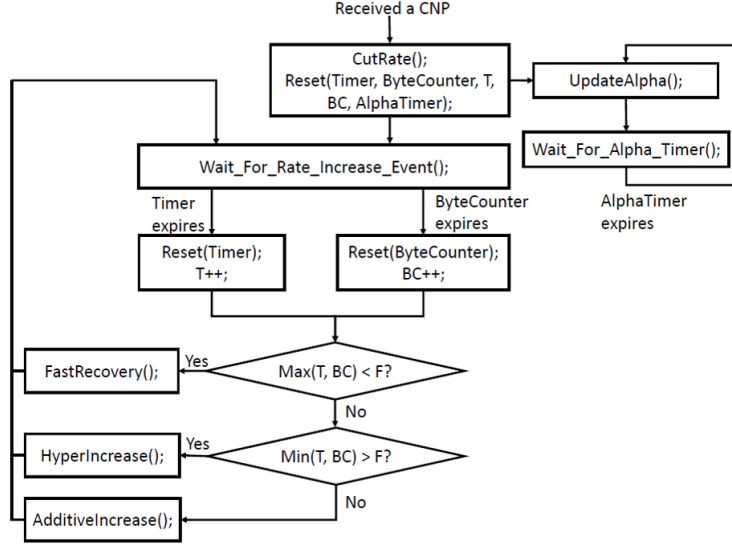 Received a CNP
CutRate();
Reset(Timer, ByteCounter, T,
BC, AlphaTimer);
UpdateAlpha();
Wait_For_Alpha_Timer();
AlphaTimer
expires
Wait_For_Rate_Increase_Event();
Timer
expires
ByteCounter
expires
Reset(Timer);
T++;
Reset(ByteCounter);
BC++;
Max(T, BC) < F?
Yes
FastRecovery();
No
Min(T, BC) > F?
Yes
HyperIncrease();
No
AdditiveIncrease();